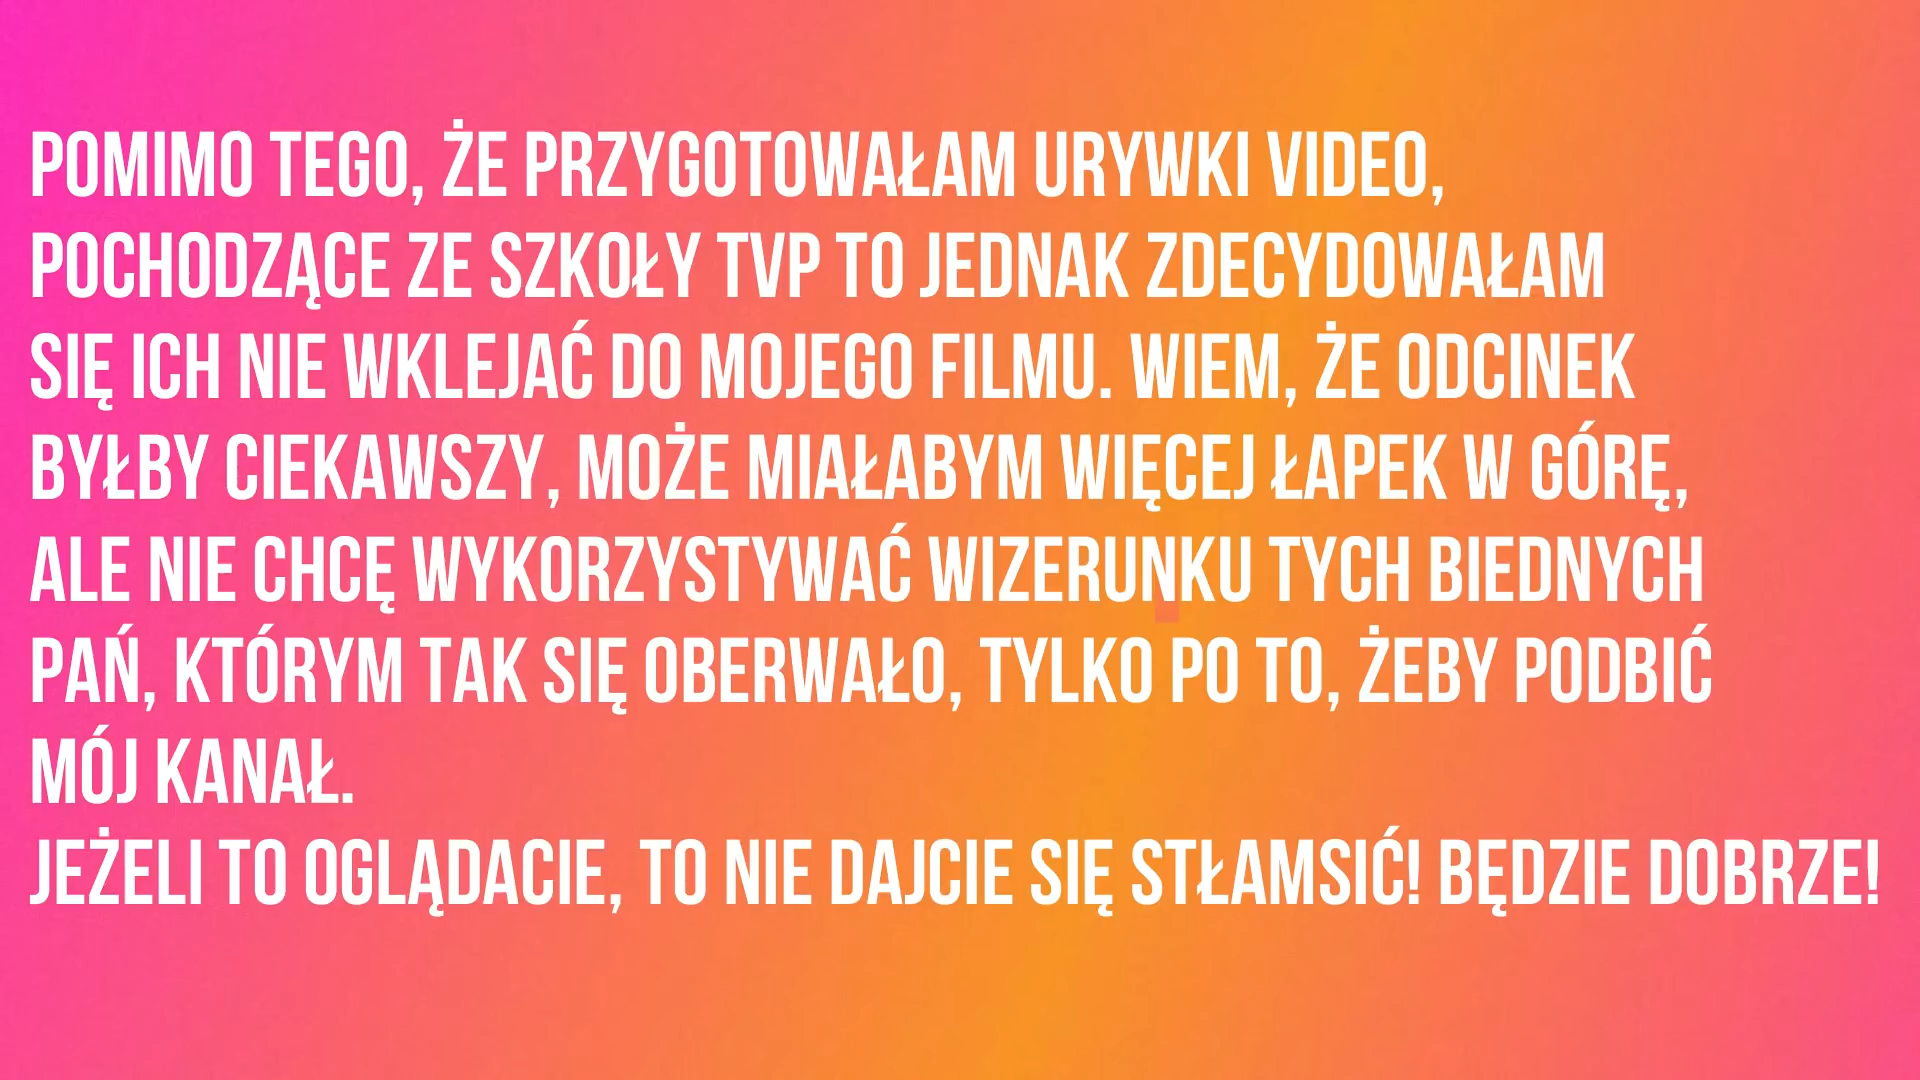 POMIMO TEGO, ŻE PRZYGOTOWAŁAM URYWKI VIDEO,
POCHODZĄCE ZE SZKOŁY TVP TO JEDNAK ZDECYDOWAŁAM
SIĘ ICH NIE WKLEJAĆ DO MOJEGO FILMU. WIEM, ŻE ODCINEK
BYŁBY CIEKAWSZY, MOŻE MIAŁABYM WIĘCEJ ŁAPEK W GÓRĘ,
ALE NIE CHCĘ WYKORZYSTYWAĆ WIZERUNKU TYCH BIEDNYCH
PAŃ, KTÓRYM TAK SIĘ OBERWAŁO, TYLKO PO TO, ŻEBY PODBIĆ
MÓJ KANAŁ.
JEŻELI TO OGLĄDACIE, TO NIE DAJCIE SIĘ STŁAMSIĆ! BĘDZIE DOBRZE!